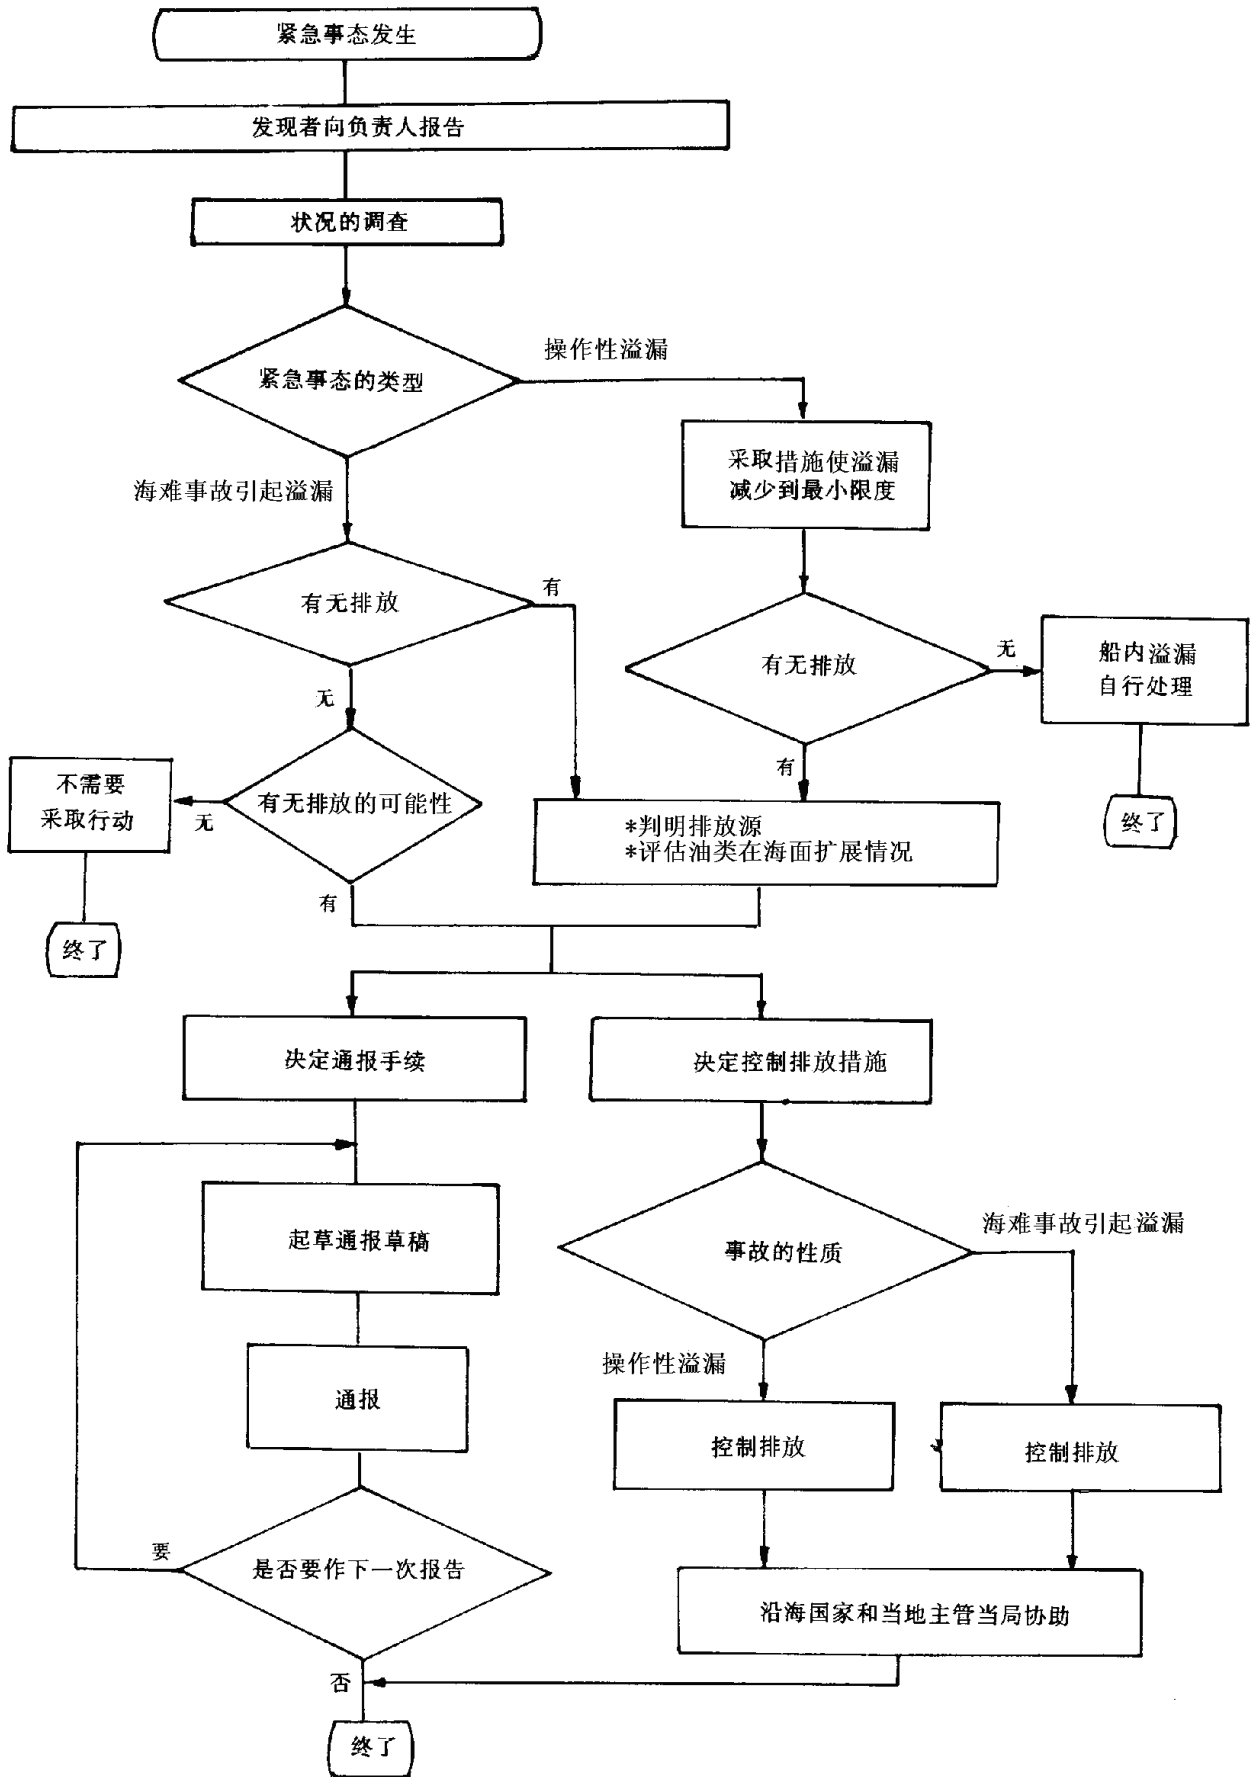 紧急事态发生
发现者向负责人报告
状况的调查
紧急事态的类型
操作性溢漏
采取措施使溢漏
减少到最小限度
海难事故引起溢漏
有无排放
有
有无排放
无
船内溢漏
自行处理
无
有
终了
有无排放的可能性
无
不需要
采取行动
终了
*判明排放源
*评估油类在海面扩展情况
有
决定通报手续
决定控制排放措施
起草通报草稿
事故的性质
海难事故引起溢漏
操作性溢漏
通报
控制排放
控制排放
是否要作下一次报告
要
沿海国家和当地主管当局协助
否
终了